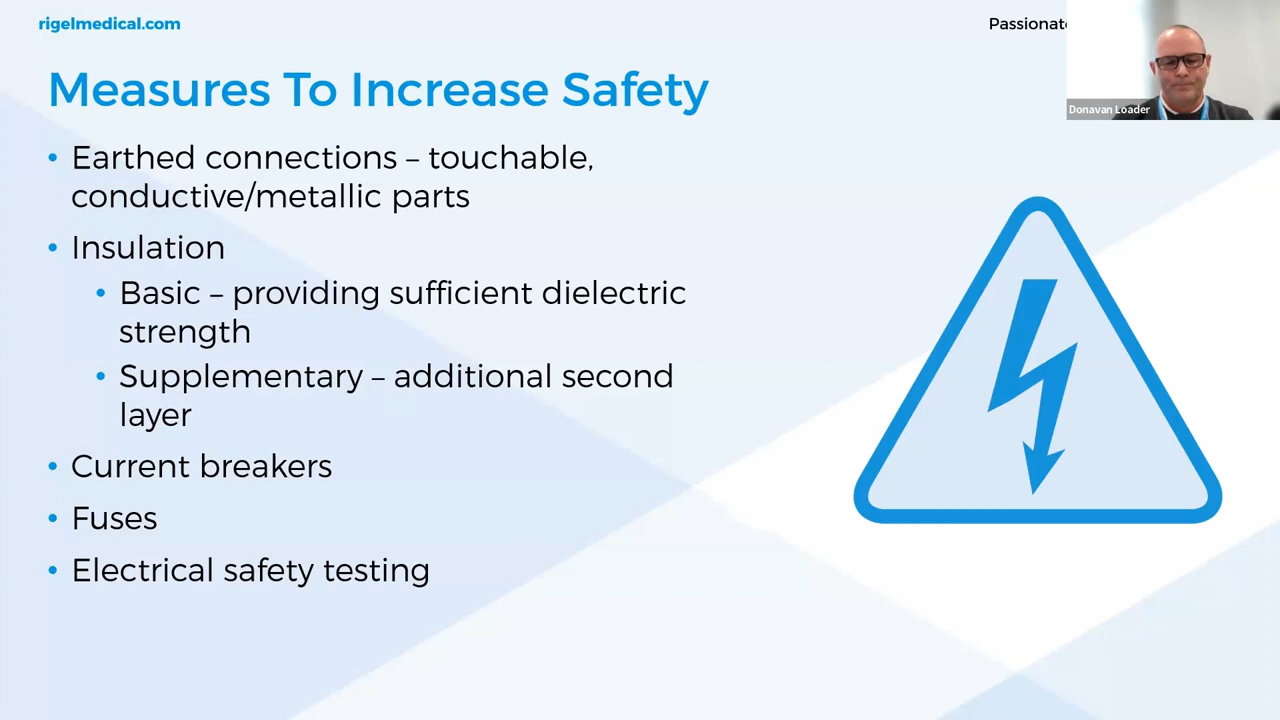 rigelmedical.com
Passionate
Donavan Loader
Measures To Increase Safety
• Earthed connections – touchable,
conductive/metallic parts
• Insulation
• Basic – providing sufficient dielectric
strength
• Supplementary – additional second
layer
• Current breakers
• Fuses
• Electrical safety testing